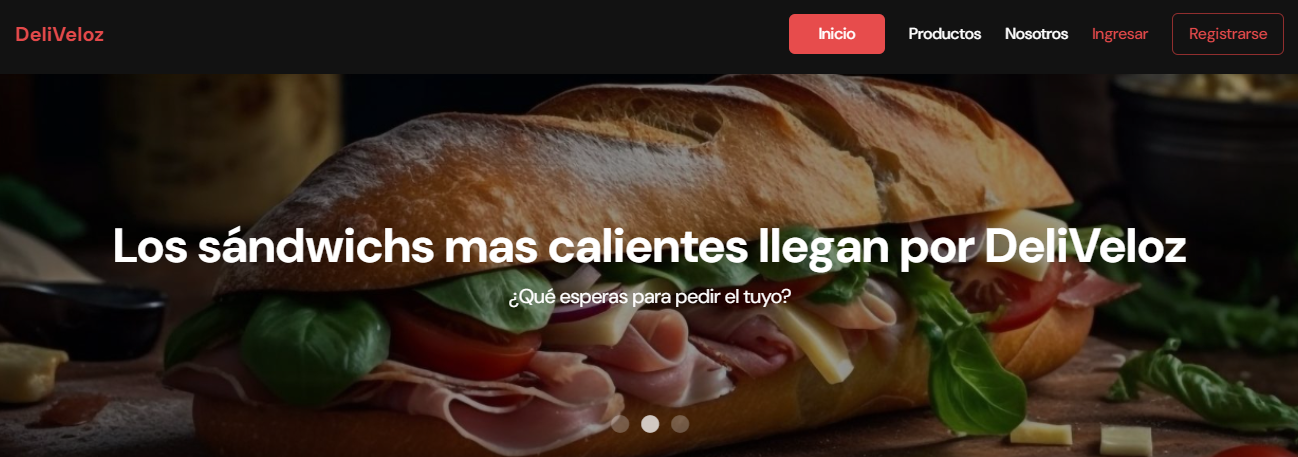 DeliVeloz
Inicio Productos Nosotros Ingresar Registrarse
Los sándwichs mas calientes llegan por DeliVeloz
¿Qué esperas para pedir el tuyo?